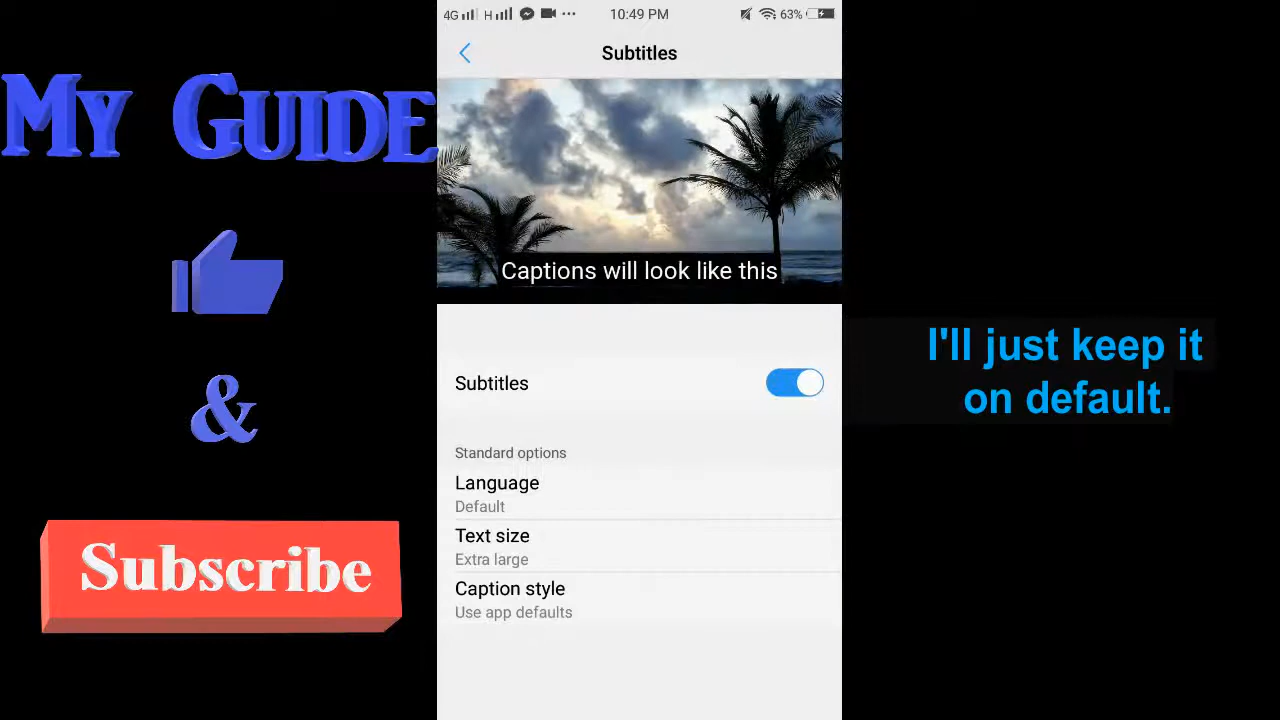 My Guide
&
Subscribe
4G H ••• 10:49 PM 63%
Subtitles
Captions will look like this
Subtitles
Standard options
Language
Default
Text size
Extra large
Caption style
Use app defaults
I'll just keep it
on default.